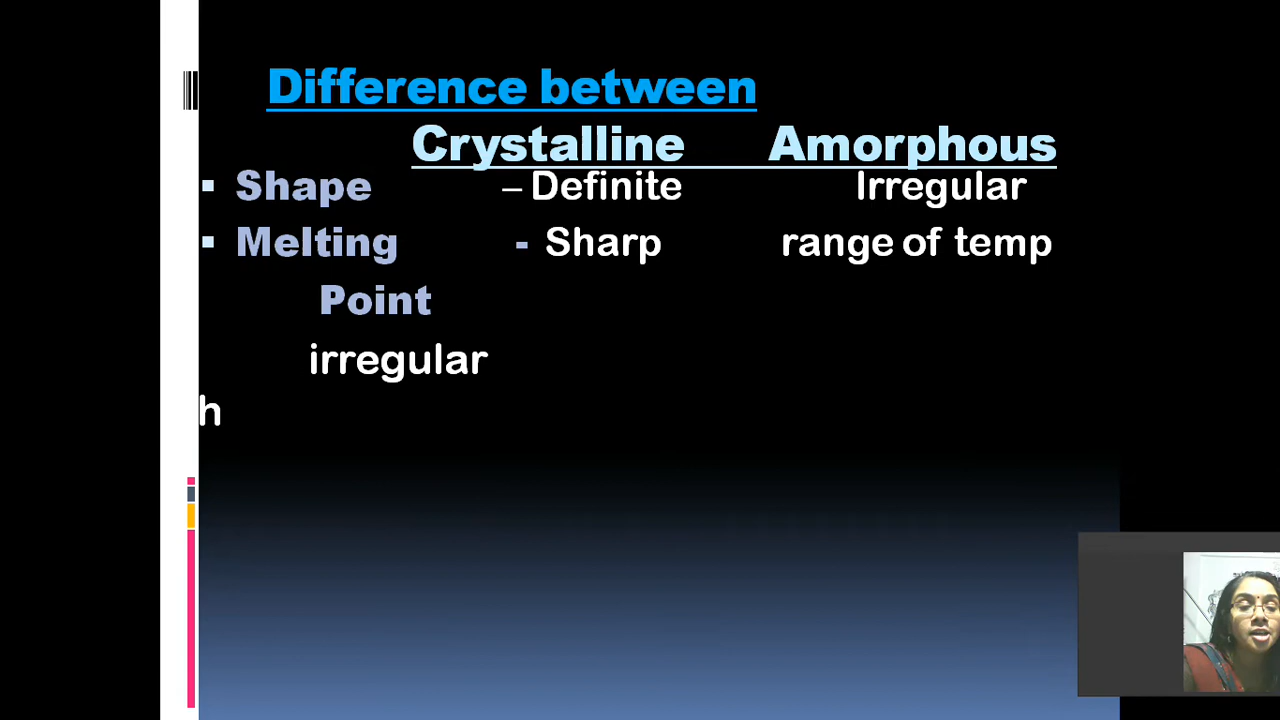 Difference between
Crystalline Amorphous
▪ Shape – Definite Irregular
▪ Melting - Sharp range of temp
Point
irregular
h